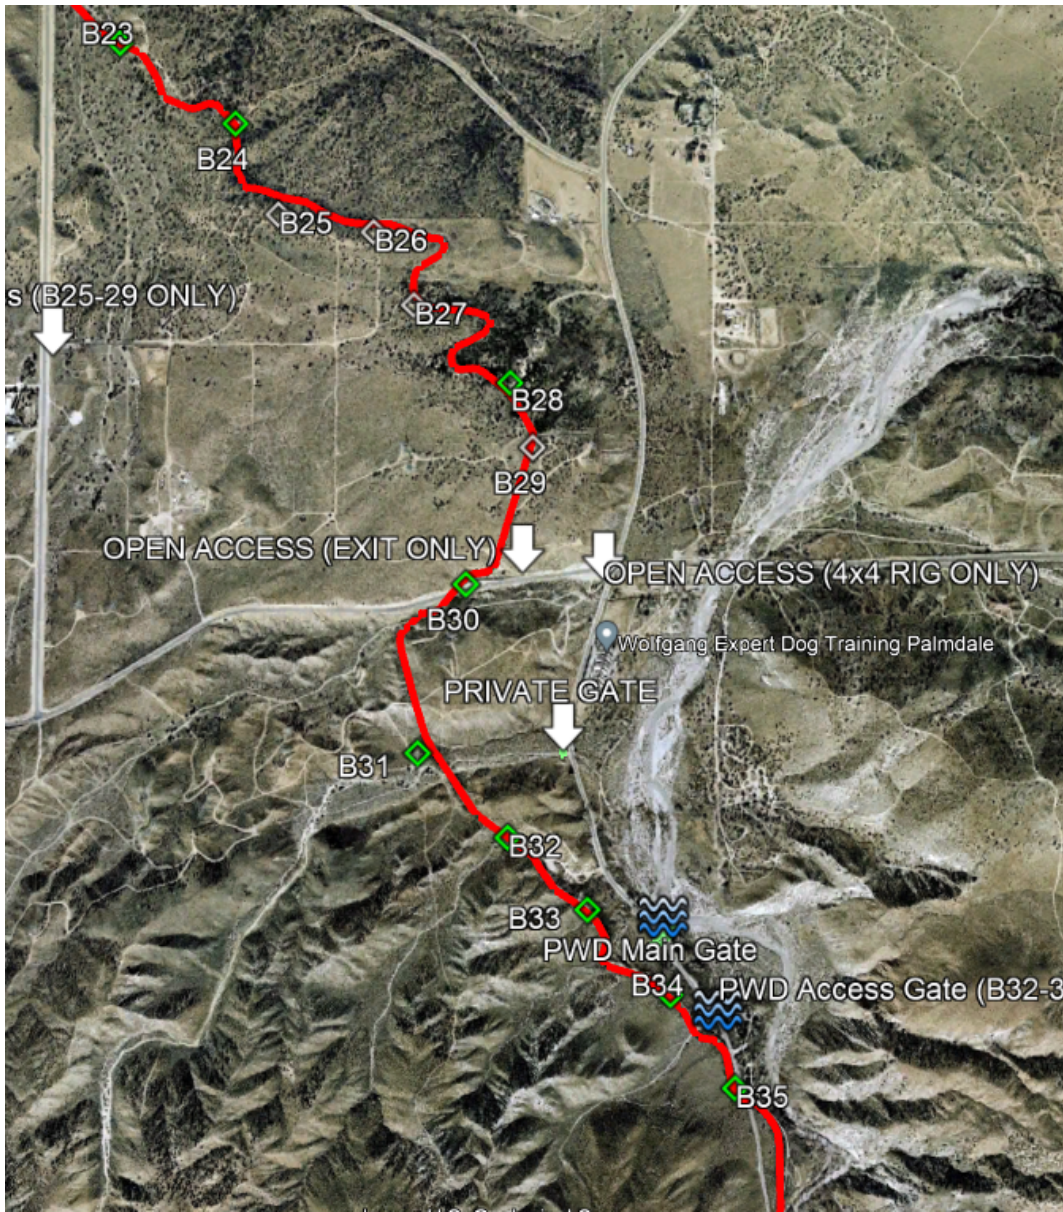 B23
B24
B25
B26
s (B25-29 ONLY)
B27
B28
B29
OPEN ACCESS (EXIT ONLY)
OPEN ACCESS (4x4 RIG ONLY)
B30
Wolfgang Expert Dog Training Palmdale
PRIVATE GATE
B31
B32
B33
PWD Main Gate
B34
PWD Access Gate (B32-3
B35